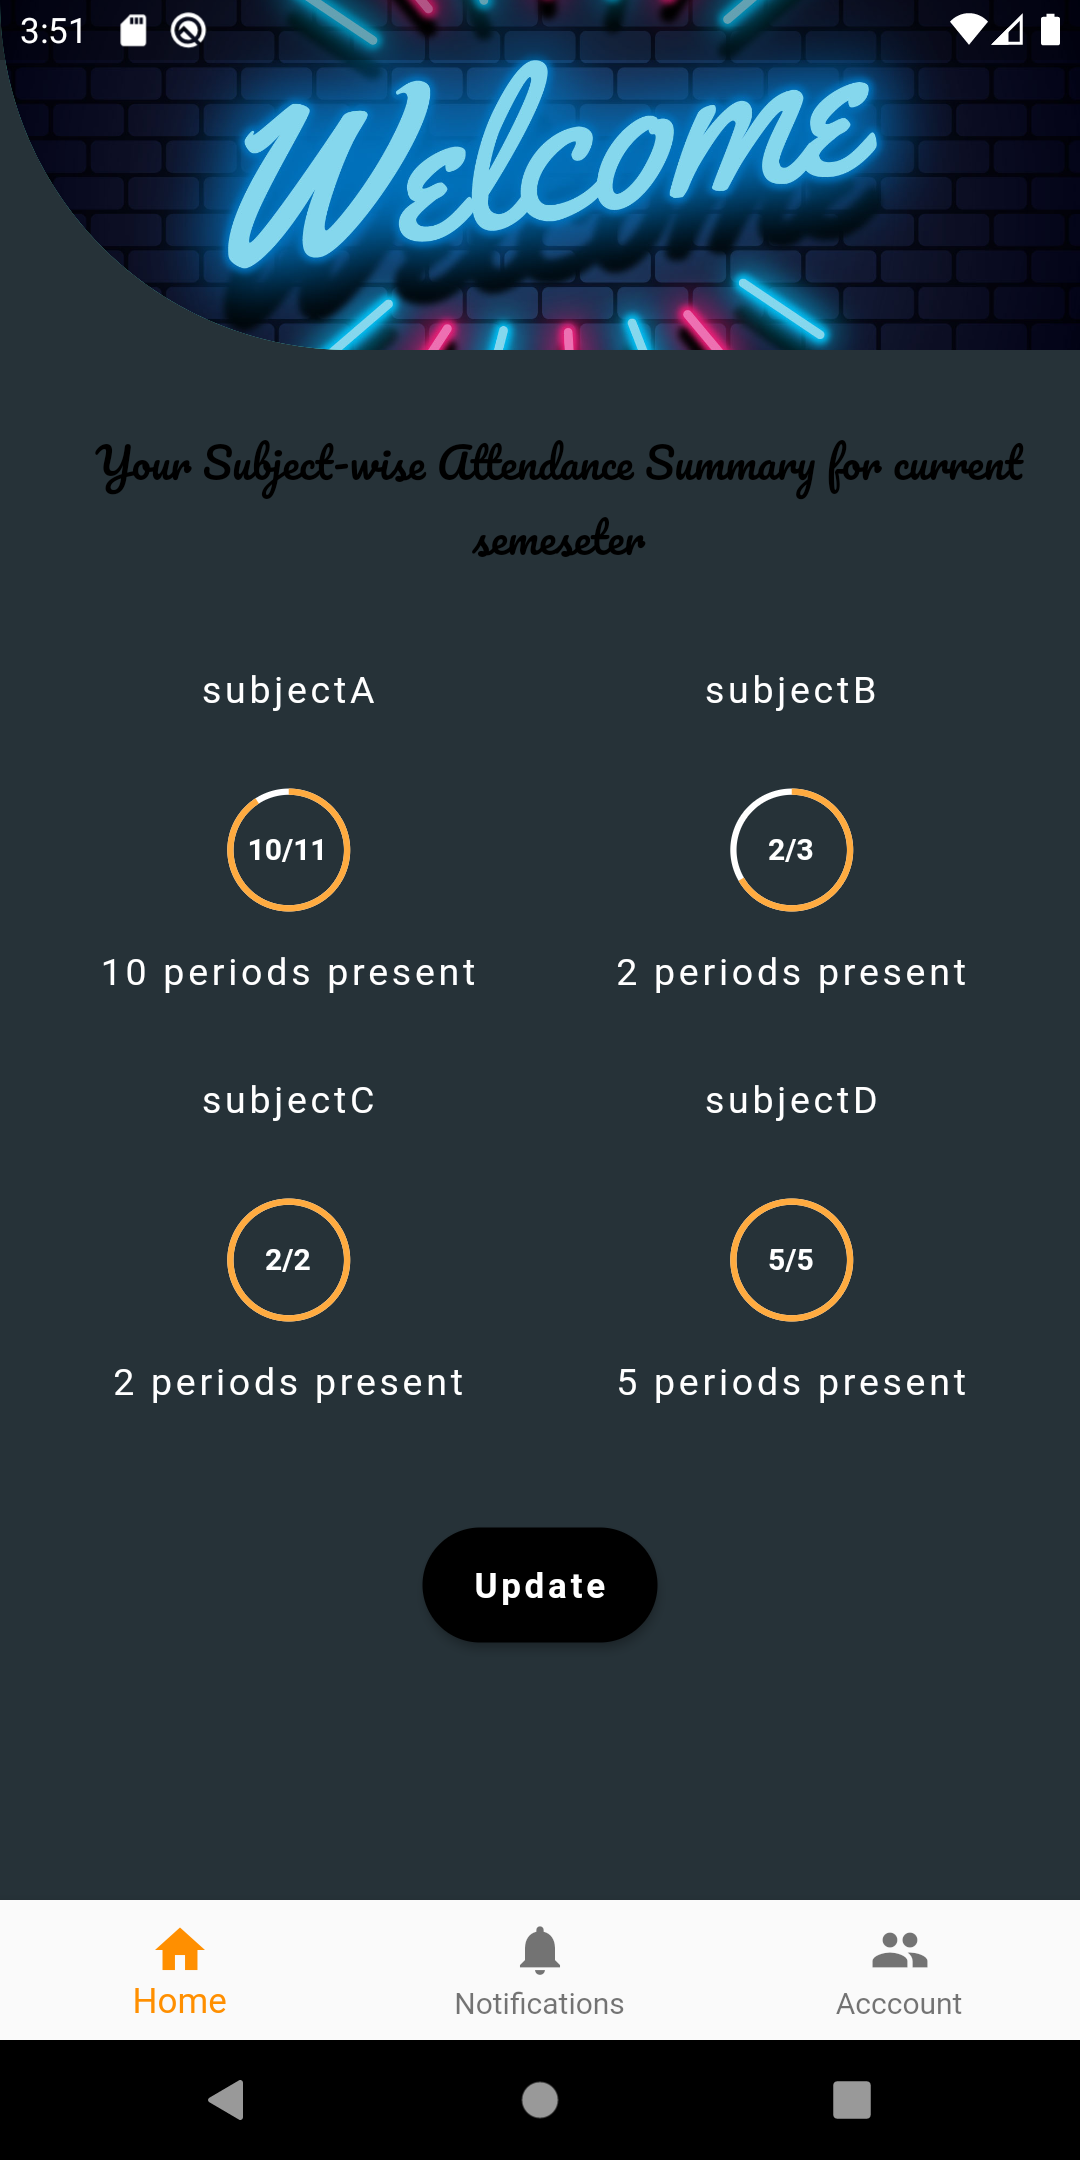 3:51
Welcome
Your Subject-wise Attendance Summary for current
semeseter
subjectA
subjectB
10/11
2/3
10 periods present
2 periods present
subjectC
subjectD
2/2
5/5
2 periods present
5 periods present
Update
Home
Notifications
Acccount